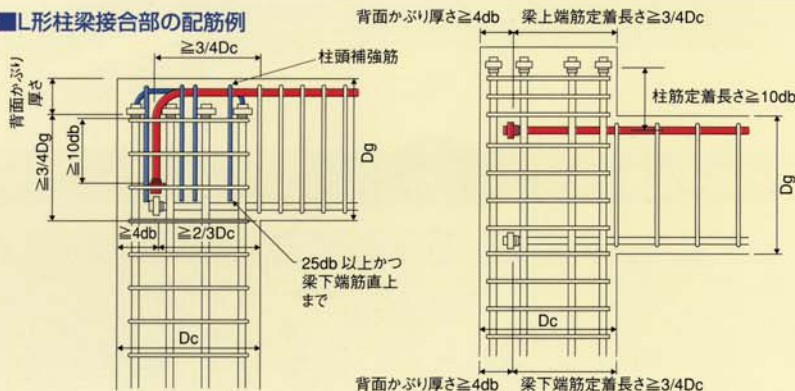 ■L形柱梁接合部の配筋例
≧3/4Dc
柱頭補強筋
背面かぶり
厚さ
≧3/4Dg
≧10db
Dg
≧4db
≧2/3Dc
25db 以上かつ
梁下端筋直上
まで
Dc
背面かぶり厚さ≧4db
梁上端筋定着長さ≧3/4Dc
柱筋定着長さ≧10db
Dg
Dc
背面かぶり厚さ≧4db
梁下端筋定着長さ≧3/4Dc